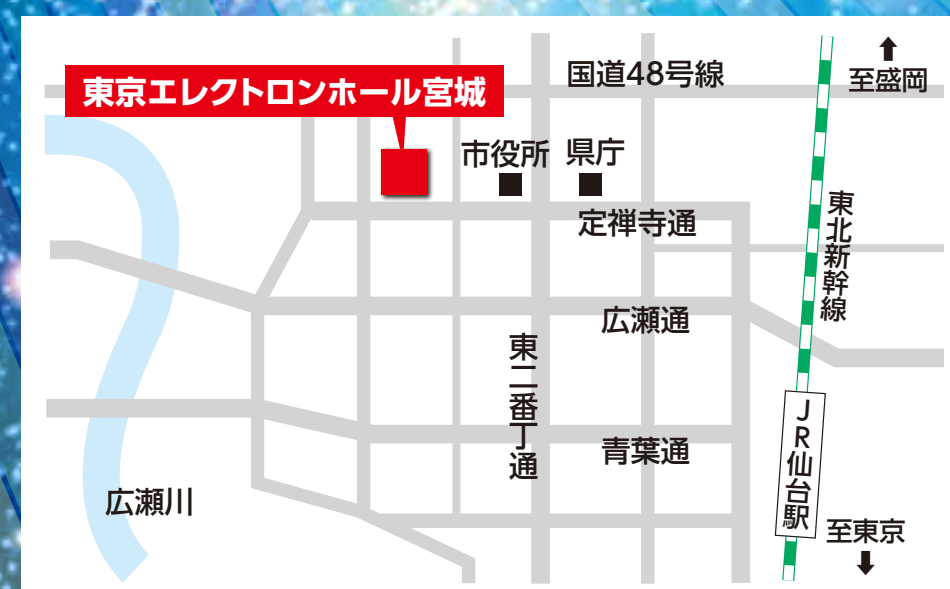 国道48号線
至盛岡
東京エレクトロンホール宮城
市役所
県庁
定禅寺通
東北新幹線
広瀬通
東二番丁通
青葉通
JR仙台駅
広瀬川
至東京